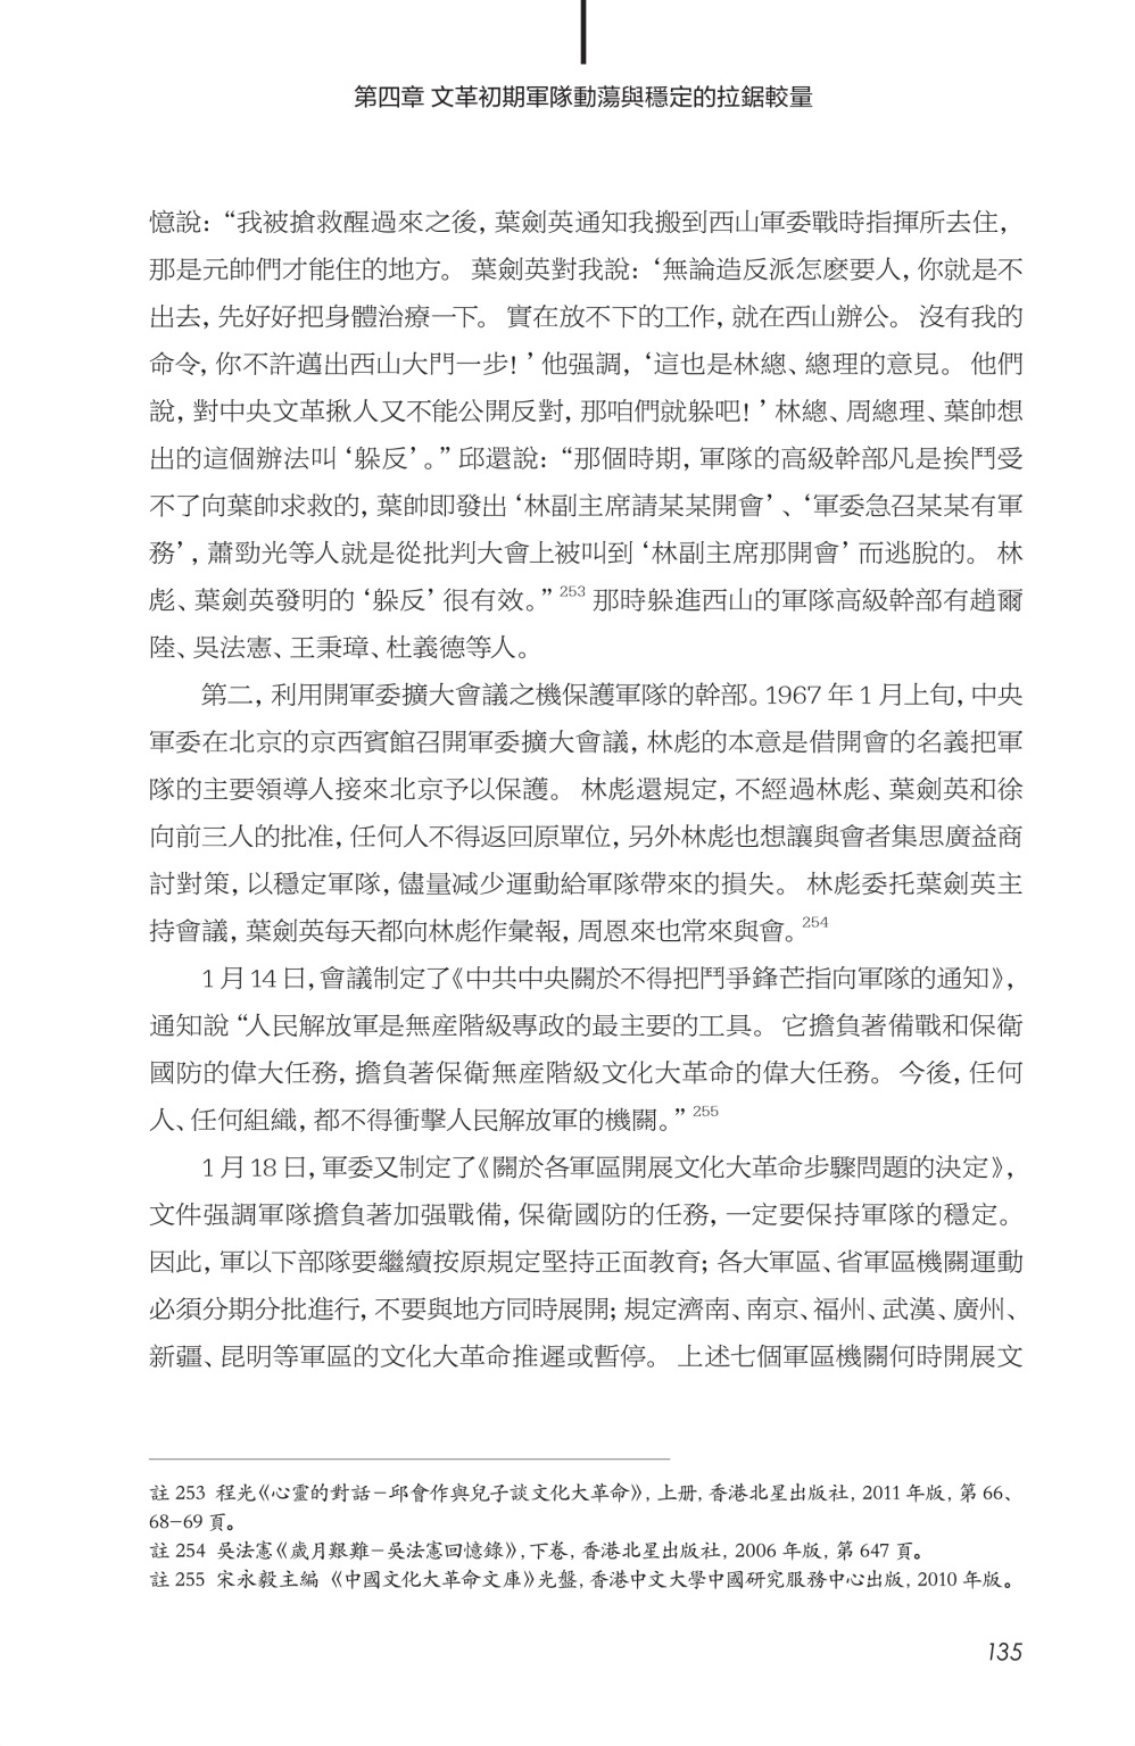 第四章 文革初期軍隊動蕩與穩定的拉鋸較量
憶說：“我被搶救醒過來之後，葉劍英通知我搬到西山軍委戰時指揮所去住，
那是元帥們才能住的地方。 葉劍英對我說：‘無論造反派怎麽要人，你就是不
出去，先好好把身體治療一下。 實在放不下的工作，就在西山辦公。 沒有我的
命令，你不許邁出西山大門一步！’他强調，‘這也是林總、總理的意見。 他們
說，對中央文革揪人又不能公開反對，那咱們就躲吧！’林總、周總理、葉帥想
出的這個辦法叫‘躲反’。”邱還說：“那個時期，軍隊的高級幹部凡是挨鬥受
不了向葉帥求救的，葉帥即發出‘林副主席請某某開會’、‘軍委急召某某有軍
務’，蕭勁光等人就是從批判大會上被叫到‘林副主席那開會’而逃脫的。 林
彪、葉劍英發明的‘躲反’很有效。”253 那時躲進西山的軍隊高級幹部有趙爾
陸、吳法憲、王秉璋、杜義德等人。
第二，利用開軍委擴大會議之機保護軍隊的幹部。1967 年 1 月上旬，中央
軍委在北京的京西賓館召開軍委擴大會議，林彪的本意是借開會的名義把軍
隊的主要領導人接來北京予以保護。 林彪還規定，不經過林彪、葉劍英和徐
向前三人的批准，任何人不得返回原單位，另外林彪也想讓與會者集思廣益商
討對策，以穩定軍隊，儘量减少運動給軍隊帶來的損失。 林彪委托葉劍英主
持會議，葉劍英每天都向林彪作彙報，周恩來也常來與會。254
1 月 14 日，會議制定了《中共中央關於不得把鬥爭鋒芒指向軍隊的通知》，
通知說“人民解放軍是無産階級專政的最主要的工具。 它擔負著備戰和保衛
國防的偉大任務，擔負著保衛無産階級文化大革命的偉大任務。 今後，任何
人、任何組織，都不得衝擊人民解放軍的機關。”255
1 月 18 日，軍委又制定了《關於各軍區開展文化大革命步驟問題的決定》，
文件强調軍隊擔負著加强戰備，保衛國防的任務，一定要保持軍隊的穩定。
因此，軍以下部隊要繼續按原規定堅持正面教育；各大軍區、省軍區機關運動
必須分期分批進行，不要與地方同時展開；規定濟南、南京、福州、武漢、廣州、
新疆、昆明等軍區的文化大革命推遲或暫停。 上述七個軍區機關何時開展文
註 253 程光《心靈的對話－邱會作與兒子談文化大革命》，上册，香港北星出版社，2011 年版，第 66、
68-69 頁。
註 254 吳法憲《歲月艱難－吳法憲回憶錄》，下卷，香港北星出版社，2006 年版，第 647 頁。
註 255 宋永毅主編 《中國文化大革命文庫》光盤，香港中文大學中國研究服務中心出版，2010 年版。
135